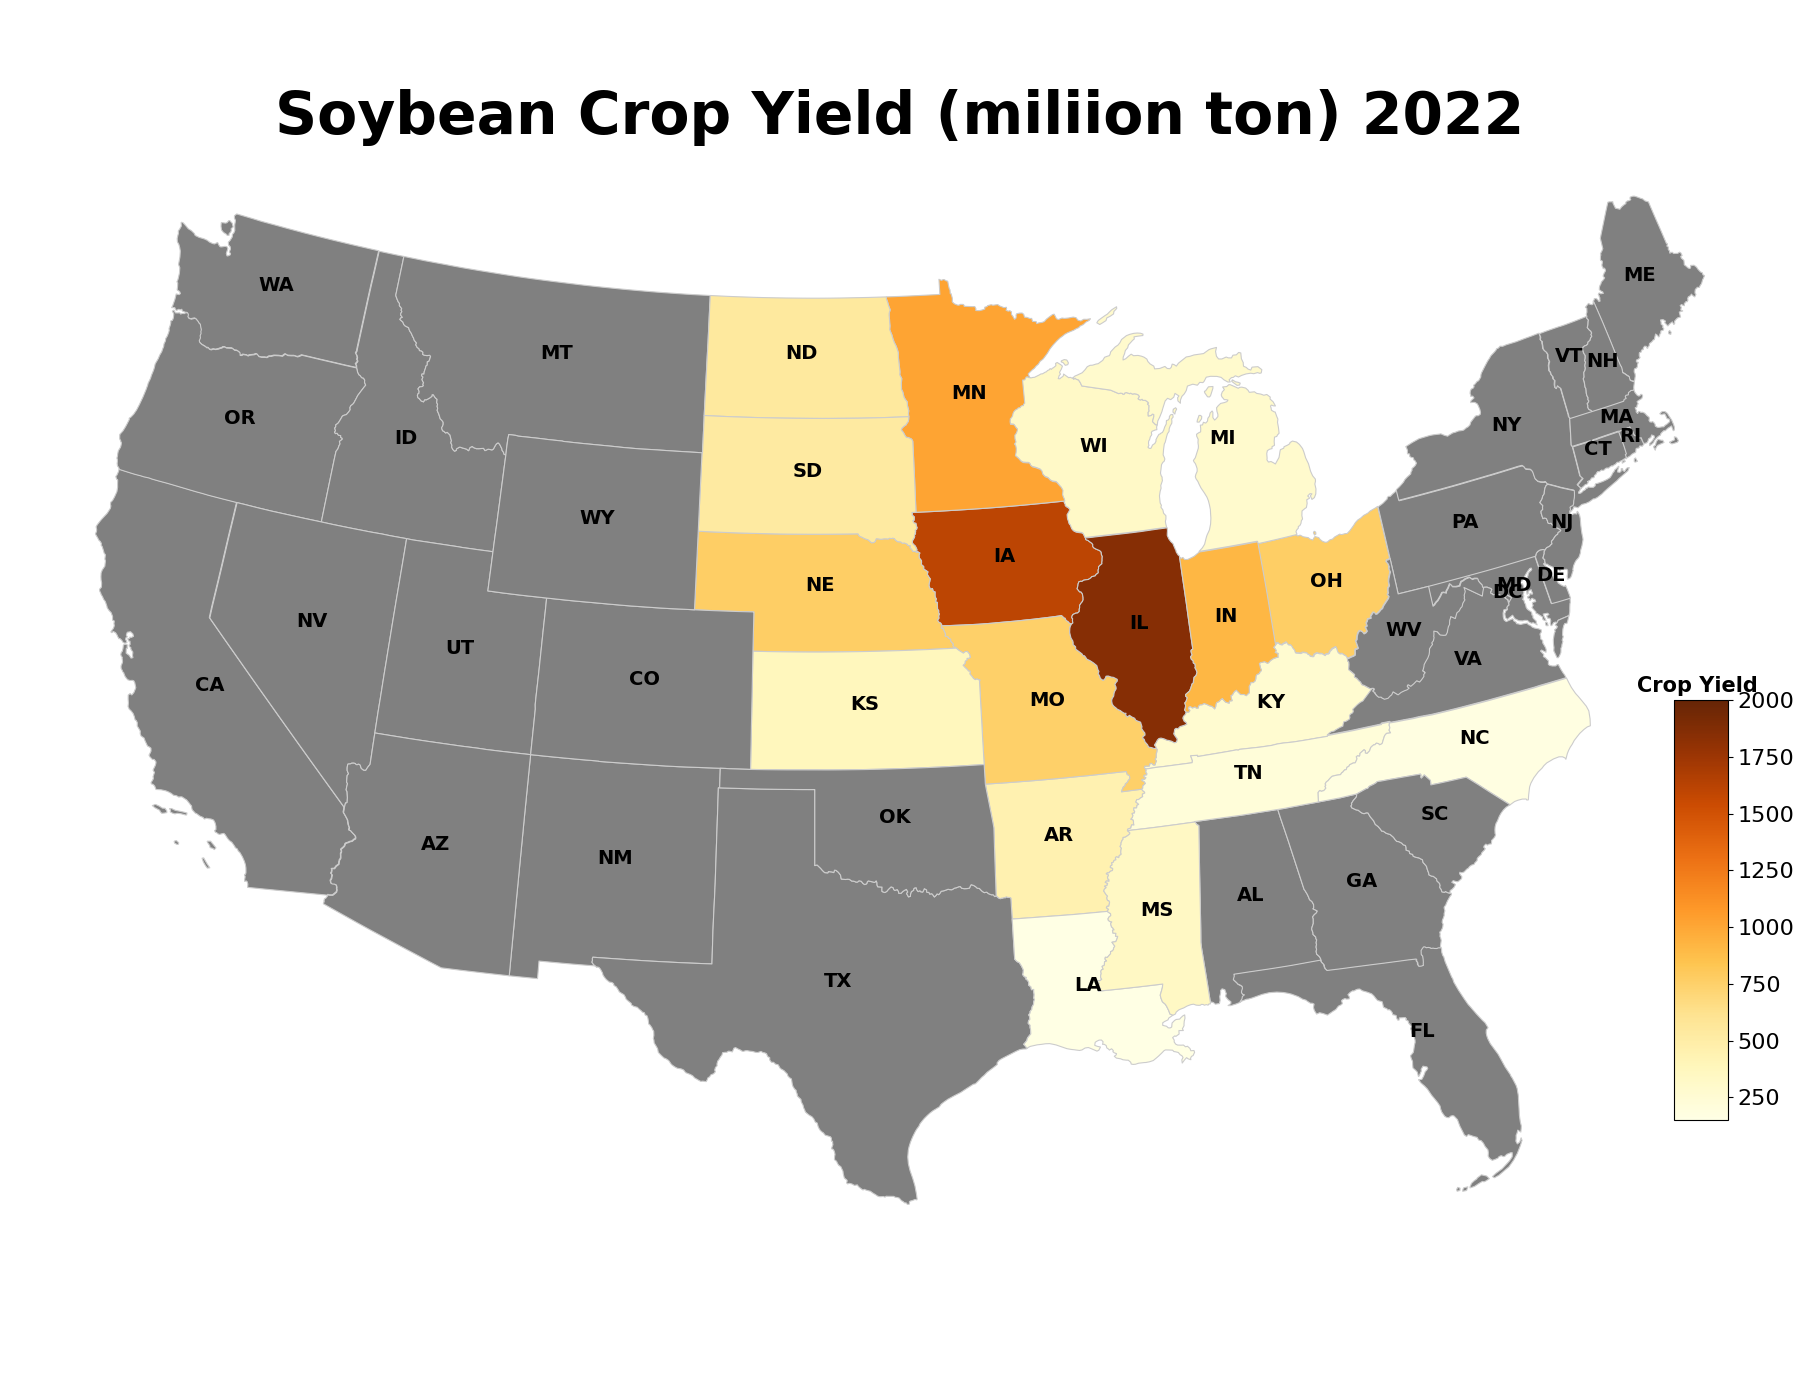 Soybean Crop Yield (miliion ton) 2022
WA
ME
MT
ND
VT
NH
MN
OR
ID
MA
NY
RI
WI
MI
CT
SD
WY
PA
NJ
IA
DE
OH
NE
MD
DC
NV
IL
IN
WV
UT
VA
CO
CA
MO
KY
KS
Crop Yield
2000
NC
1750
TN
OK
SC
1500
AR
AZ
NM
1250
GA
AL
MS
1000
TX
LA
750
FL
500
250